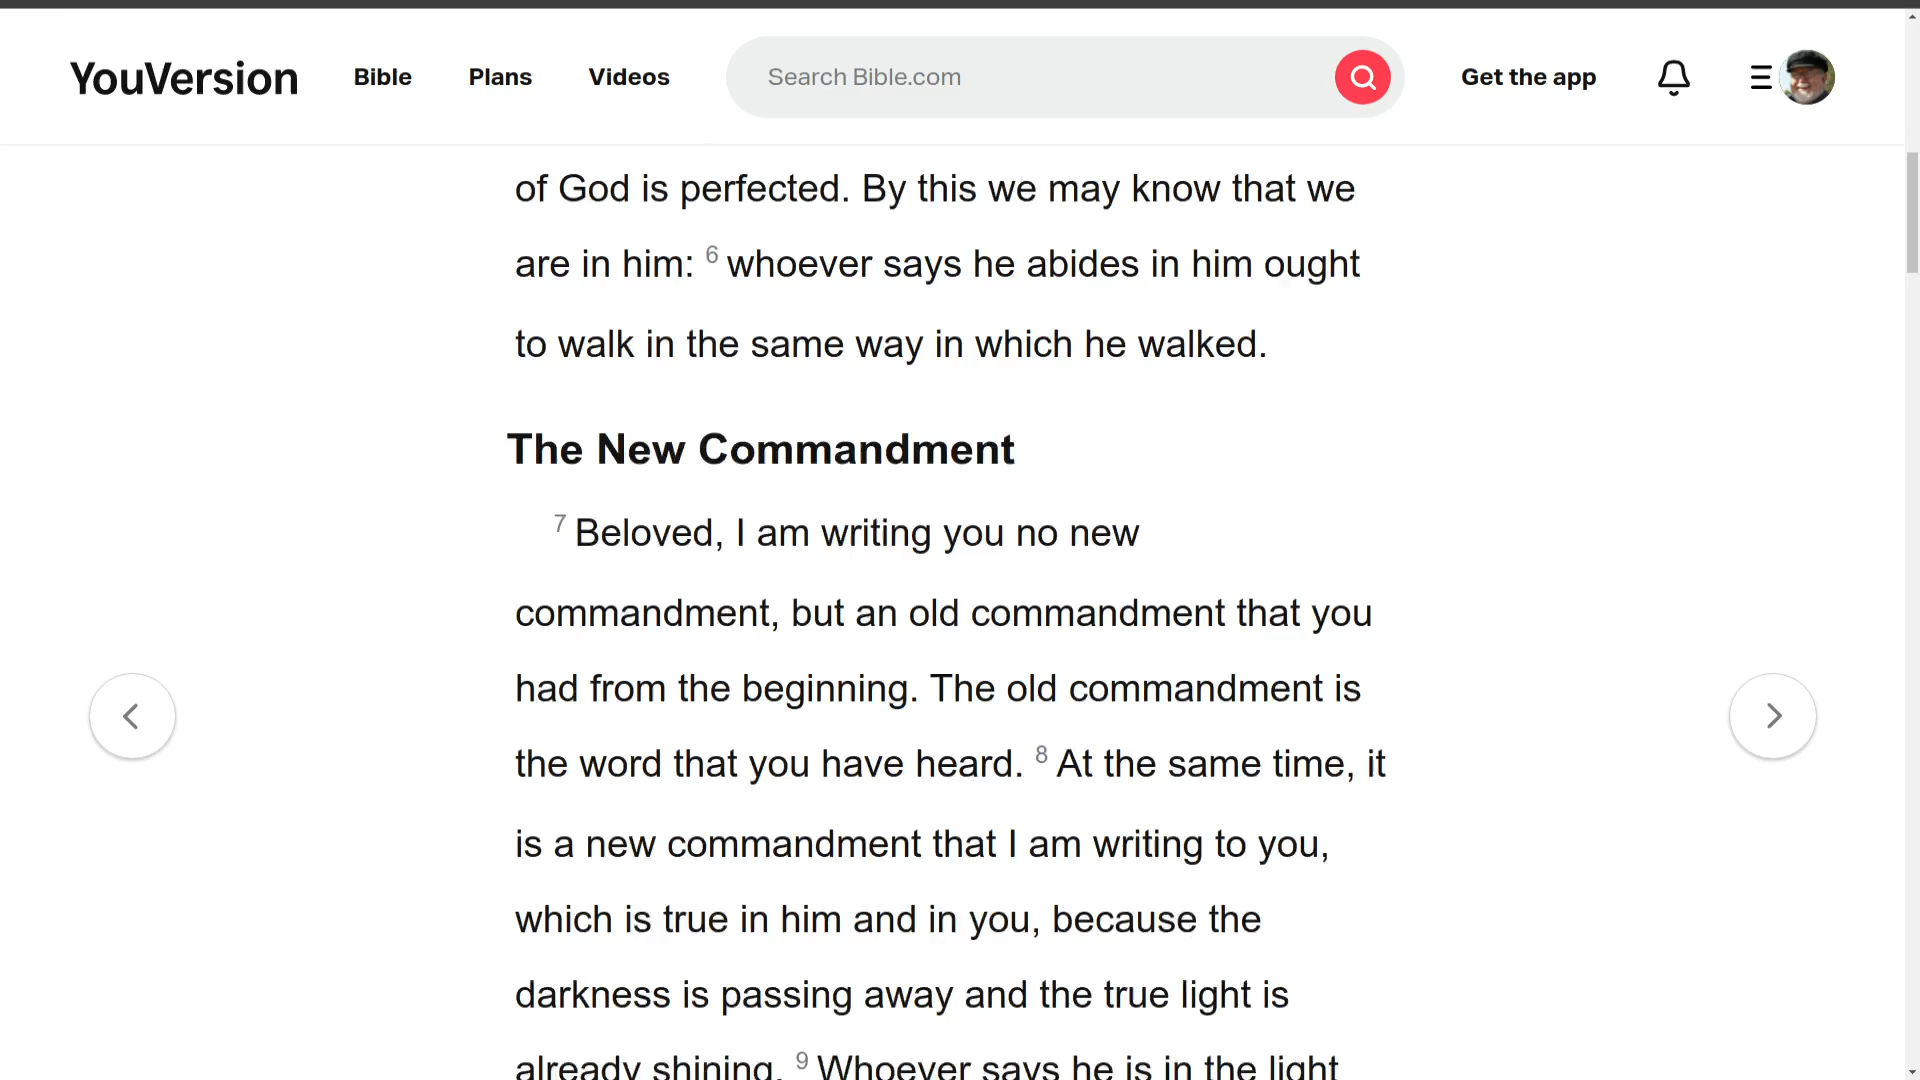 YouVersion Bible Plans Videos Search Bible.com Get the app
of God is perfected. By this we may know that we
are in him: 6 whoever says he abides in him ought
to walk in the same way in which he walked.
The New Commandment
7 Beloved, I am writing you no new
commandment, but an old commandment that you
had from the beginning. The old commandment is
the word that you have heard. 8 At the same time, it
is a new commandment that I am writing to you,
which is true in him and in you, because the
darkness is passing away and the true light is
already shining. 9 Whoever says he is in the light